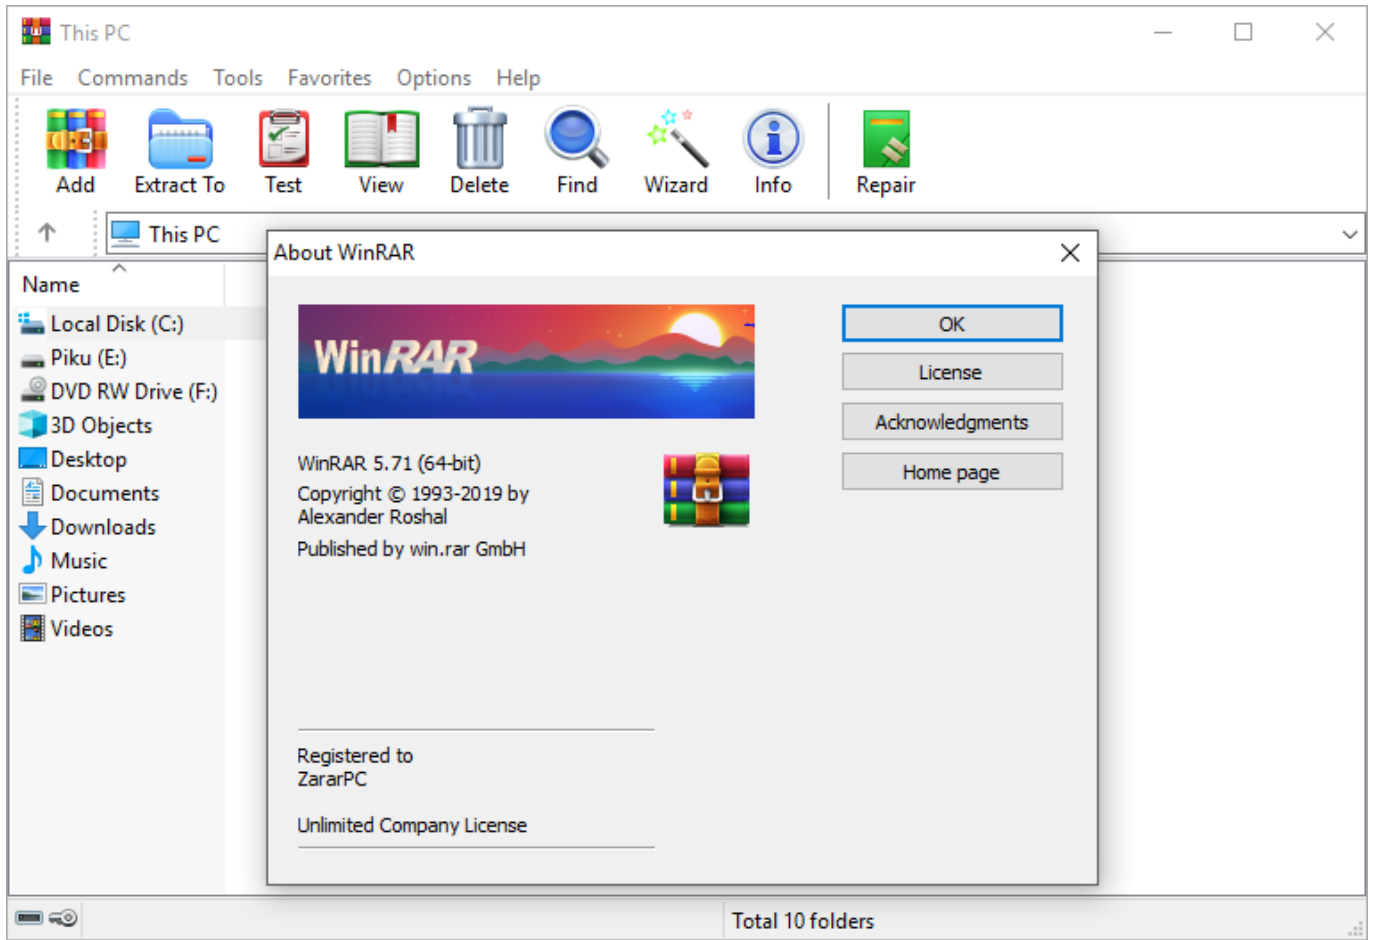 This PC
File Commands Tools Favorites Options Help
Add Extract To Test View Delete Find Wizard Info Repair
This PC
About WinRAR
Name
Local Disk (C:)
Piku (E:)
DVD RW Drive (F:)
3D Objects
Desktop
Documents
Downloads
Music
Pictures
Videos
WinRAR
OK
License
Acknowledgments
Home page
WinRAR 5.71 (64-bit)
Copyright © 1993-2019 by
Alexander Roshal
Published by win.rar GmbH
Registered to
ZararPC
Unlimited Company License
Total 10 folders